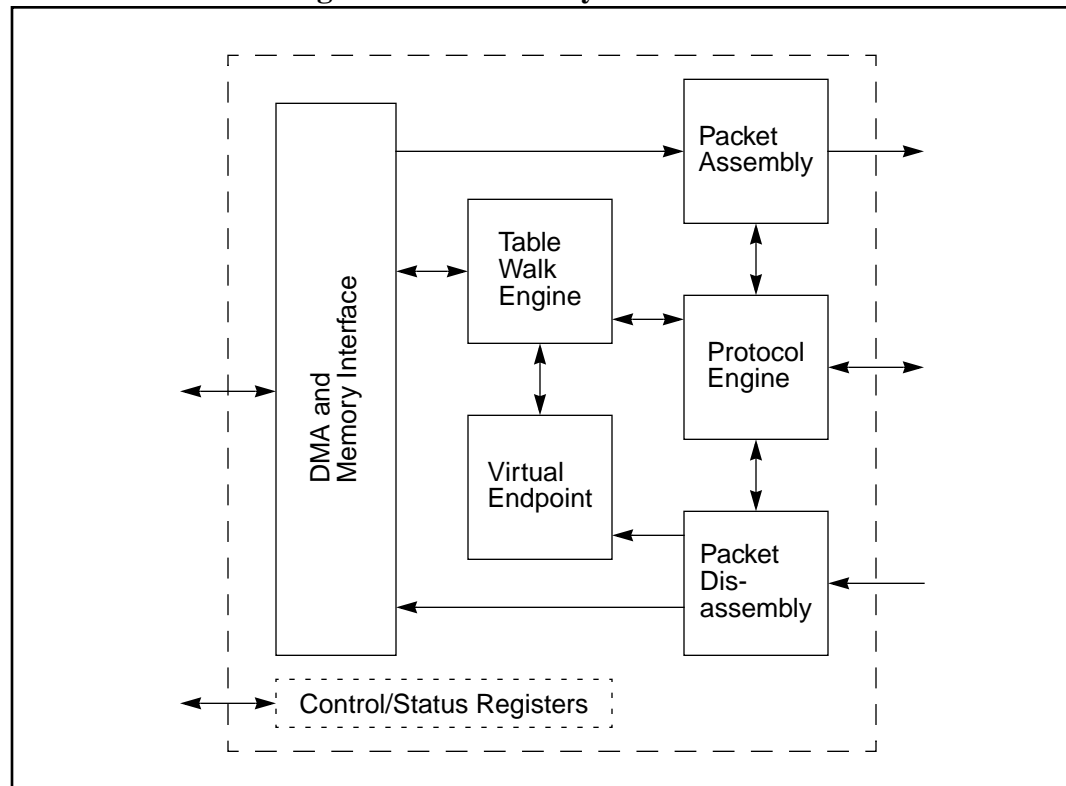 Packet
Assembly
Table
Walk
Engine
DMA and
Memory Interface
Protocol
Engine
Virtual
Endpoint
Packet
Dis-
assembly
Control/Status Registers